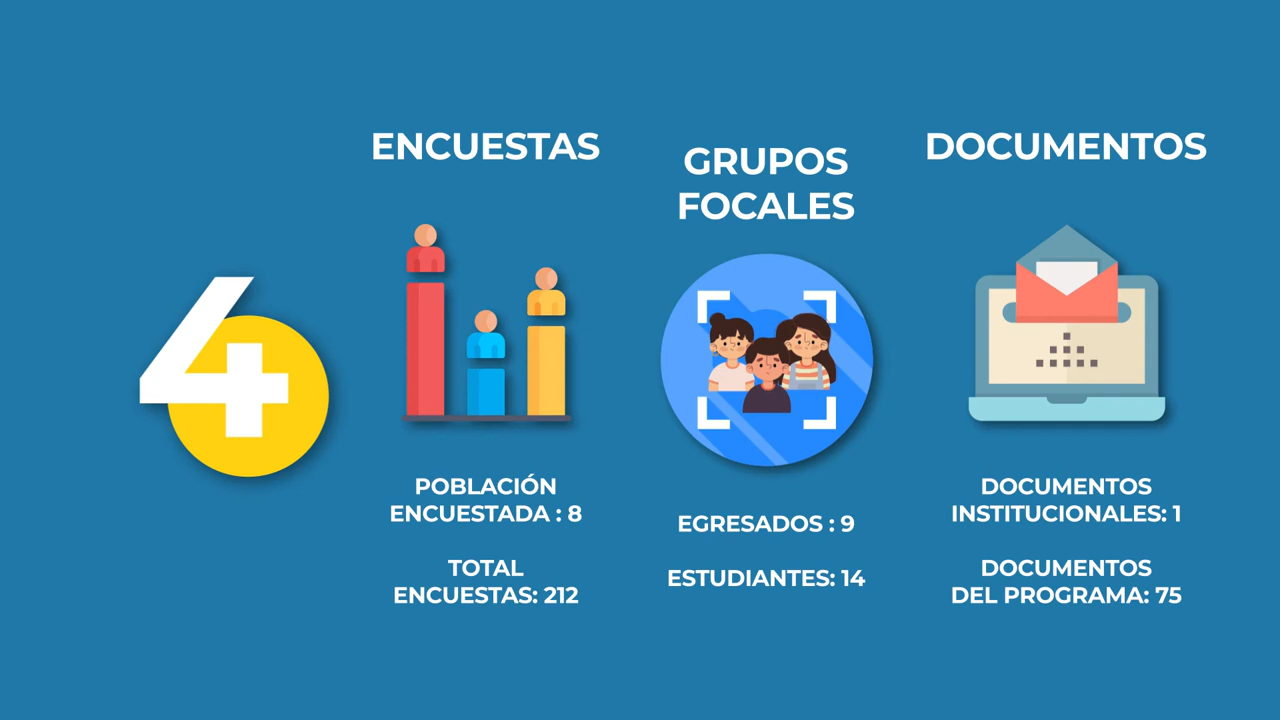 4
ENCUESTAS
POBLACIÓN
ENCUESTADA : 8
TOTAL
ENCUESTAS: 212
GRUPOS
FOCALES
EGRESADOS : 9
ESTUDIANTES: 14
DOCUMENTOS
DOCUMENTOS
INSTITUCIONALES: 1
DOCUMENTOS
DEL PROGRAMA: 75